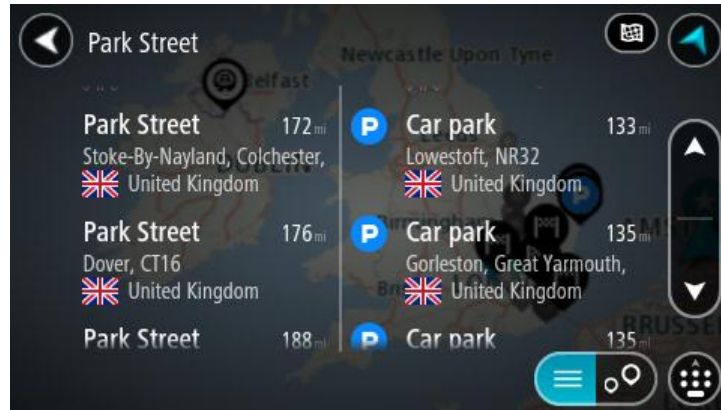 Park Street
Newcastle Upon Tyne
Belfast
Park Street 172 mi
Stoke-By-Nayland, Colchester,
United Kingdom
Park Street 176 mi
Dover, CT16
United Kingdom
Park Street 188 mi
P Car park 133 mi
Lowestoft, NR32
United Kingdom
P Car park 135 mi
Gorleston, Great Yarmouth,
United Kingdom
P Car park 135 mi
DUBLIN
Birmingham
P